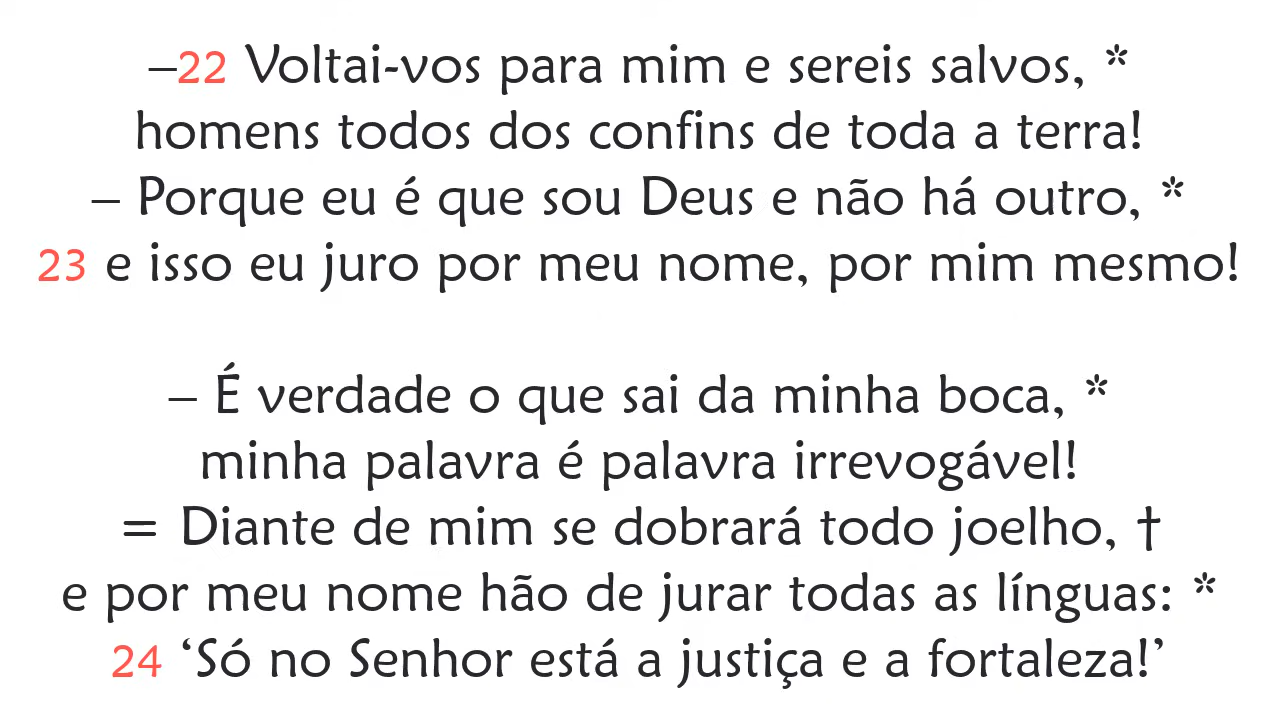 –22 Voltai-vos para mim e sereis salvos, *
homens todos dos confins de toda a terra!
– Porque eu é que sou Deus e não há outro, *
23 e isso eu juro por meu nome, por mim mesmo!
– É verdade o que sai da minha boca, *
minha palavra é palavra irrevogável!
= Diante de mim se dobrará todo joelho, †
e por meu nome hão de jurar todas as línguas: *
24 ‘Só no Senhor está a justiça e a fortaleza!’